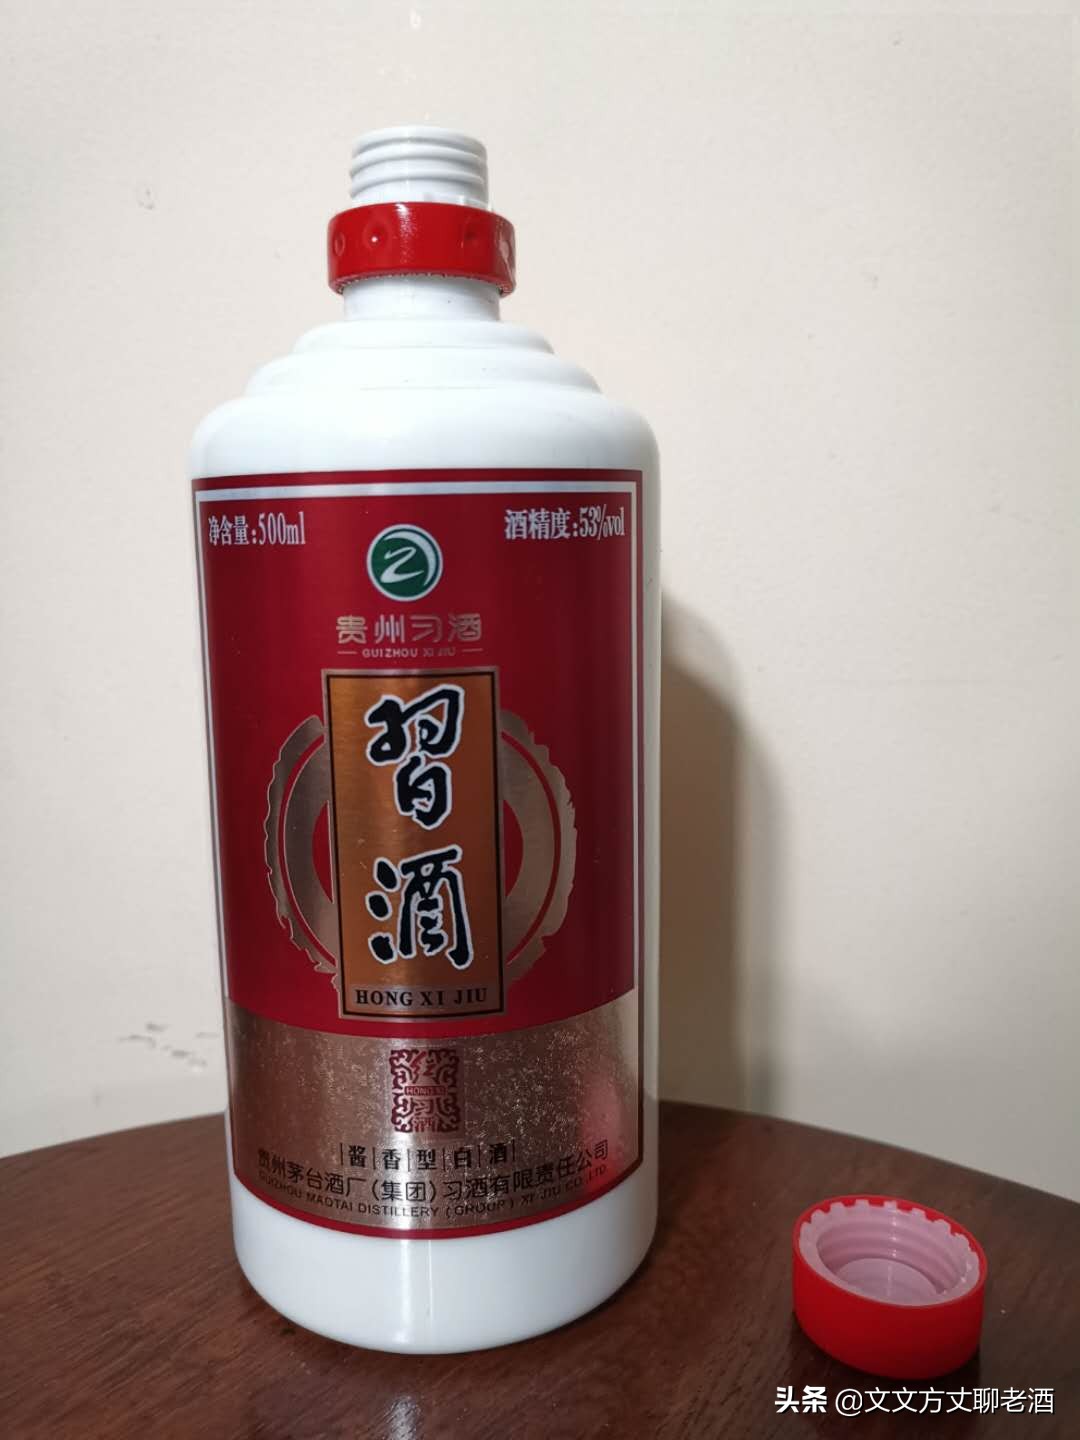 净含量:500ml
酒精度:53%vol
贵州习酒
GUIZHOU XI JIU
習
酒
HONG XI JIU
HONG XI
酱香型白酒
贵州茅台酒厂(集团)习酒有限责任公司
GUIZHOU MAOTAI DISTILLERY (GROUP) XI JIU CO.,LTD.
头条 @文文方丈聊老酒